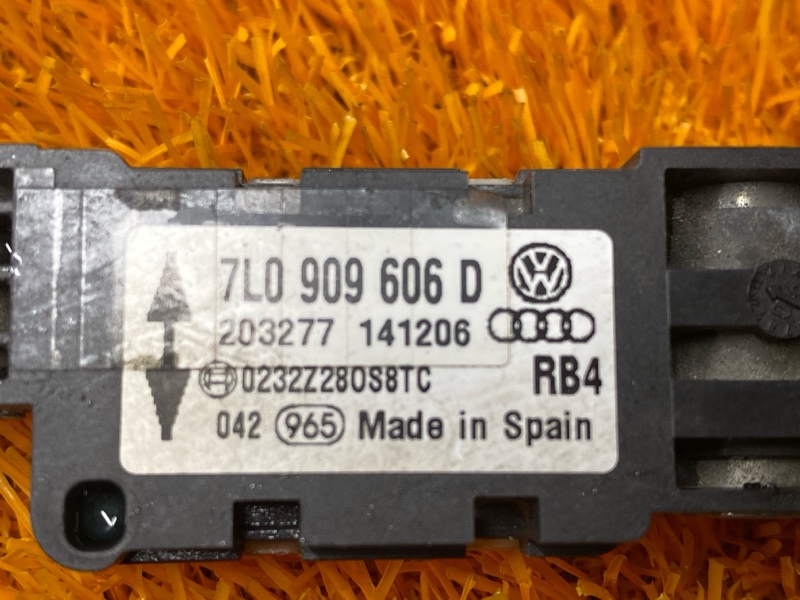 7L0 909 606 D
203277 141206
0232Z280S8TC RB4
042 965 Made in Spain